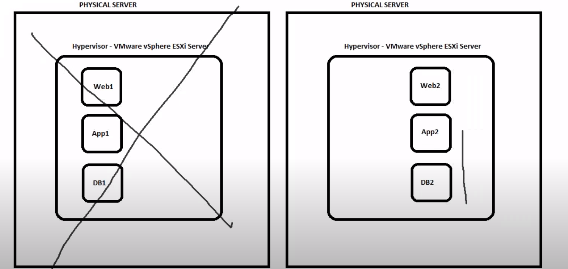 PHYSICAL SERVER
Hypervisor - VMware vSphere ESXi Server
Web1
App1
DB1
PHYSICAL SERVER
Hypervisor - VMware vSphere ESXi Server
Web2
App2
DB2